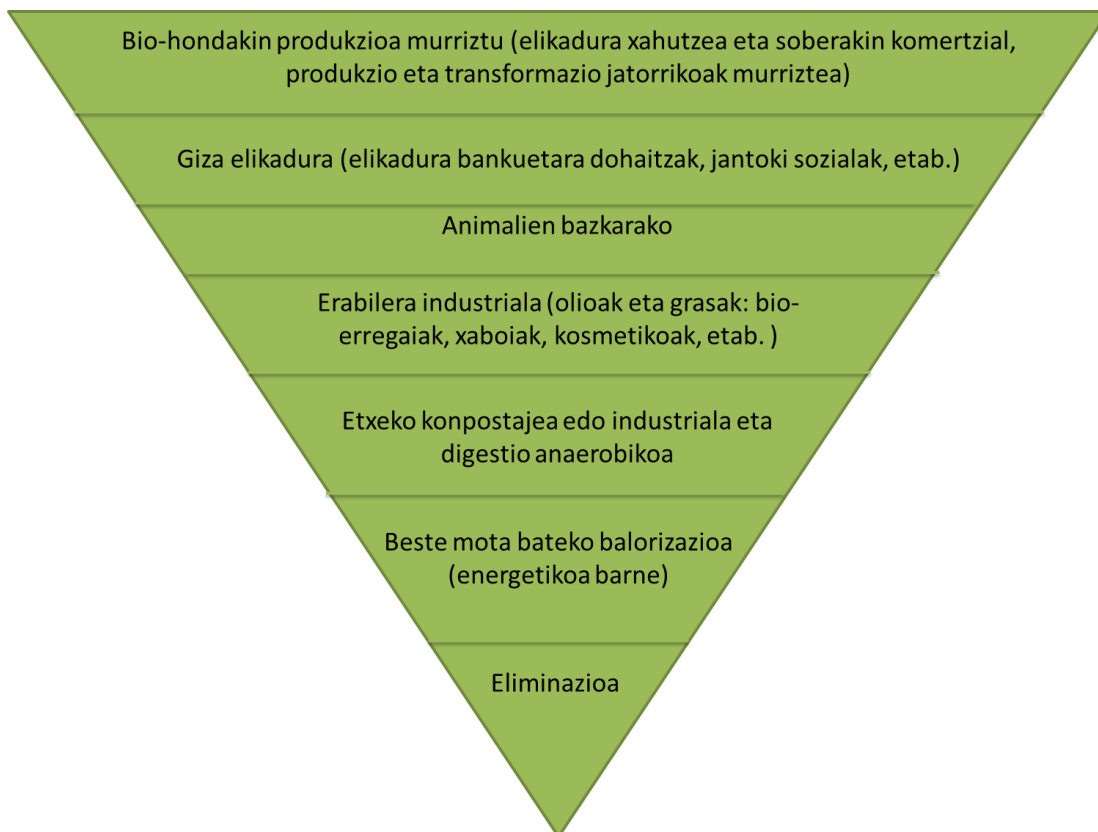 Bio-hondakin produkzioa murriztu (elikadura xahutzea eta soberakin komertzial,
produkzio eta transformazio jatorrikoak murriztea)
Giza elikadura (elikadura bankuetara dohaitzak, jantoki sozialak, etab.)
Animalien bazkarako
Erabilera industriala (olioak eta grasak: bio-
erregaiak, xaboiak, kosmetikoak, etab. )
Etxeko konpostajea edo industriala eta
digestio anaerobikoa
Beste mota bateko balorizazioa
(energetikoa barne)
Eliminazioa